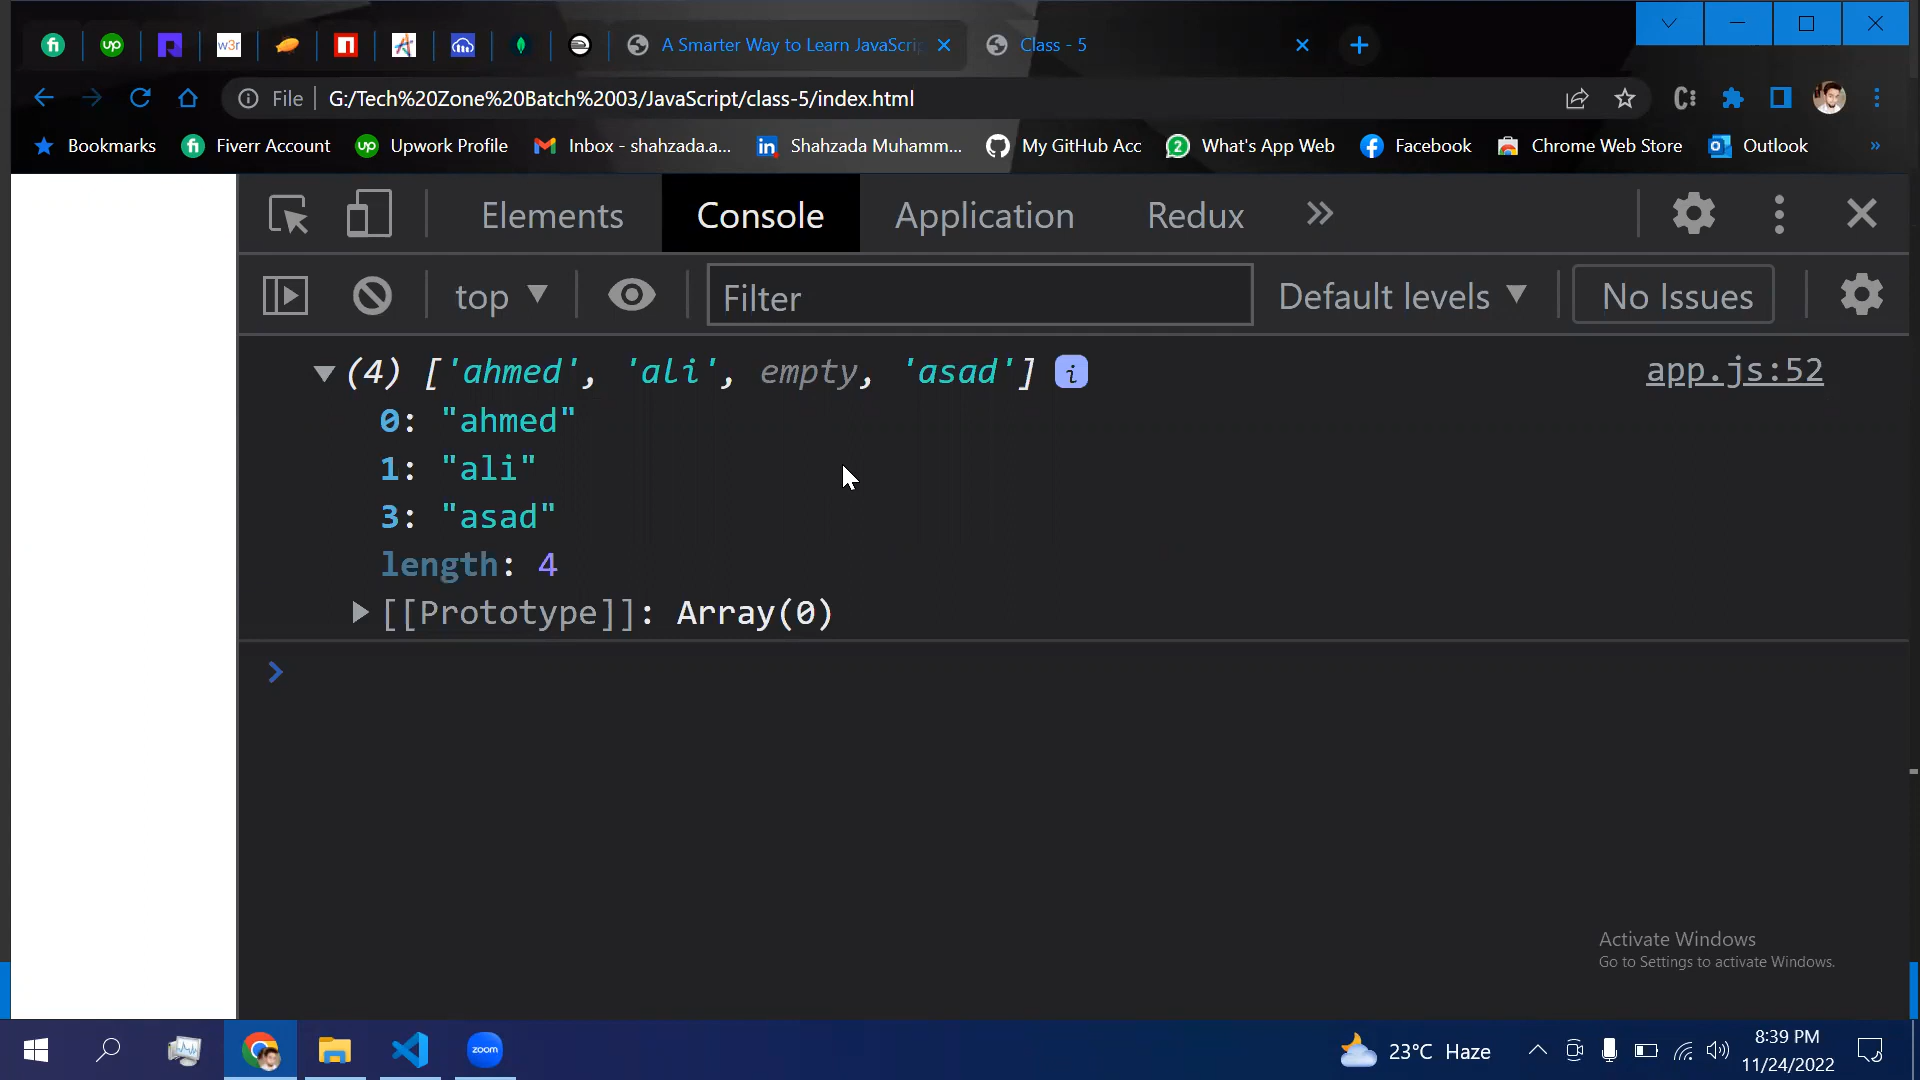 A Smarter Way to Learn JavaScri
Class - 5
File
G:/Tech%20Zone%20Batch%2003/JavaScript/class-5/index.html
Bookmarks
Fiverr Account
Upwork Profile
Inbox - shahzada.a...
Shahzada Muhamm...
My GitHub Acc
What's App Web
Facebook
Chrome Web Store
Outlook
»
Elements
Console
Application
Redux
top
Filter
Default levels
No Issues
(4) ['ahmed', 'ali', empty, 'asad'] i
app.js:52
0: "ahmed"
1: "ali"
3: "asad"
length: 4
[[Prototype]]: Array(0)
Activate Windows
Go to Settings to activate Windows.
zoom
23°C Haze
8:39 PM
11/24/2022